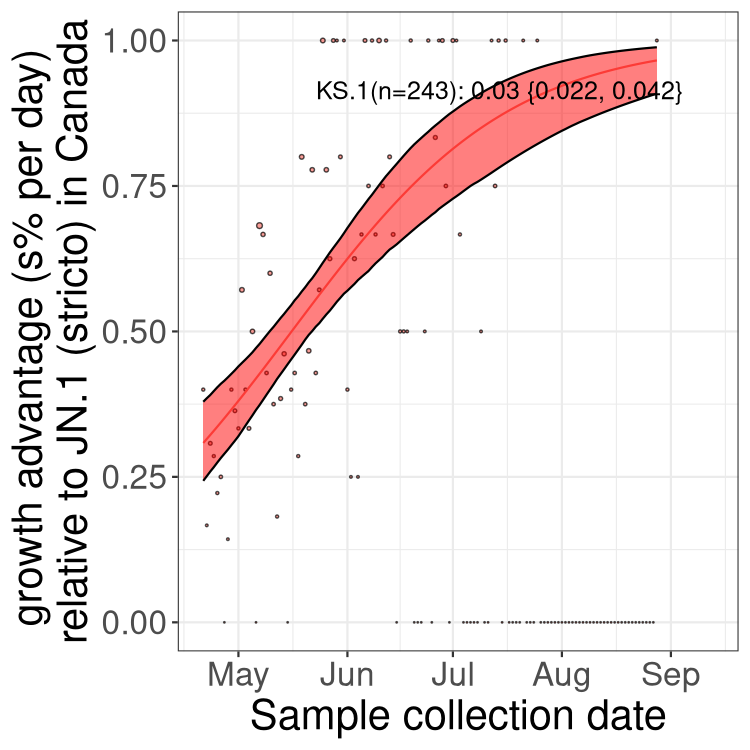 growth advantage (s% per day)
relative to JN.1 (stricto) in Canada
1.00
0.75
0.50
0.25
0.00
KS.1(n=243): 0.03 {0.022, 0.042}
May Jun Jul Aug Sep
Sample collection date